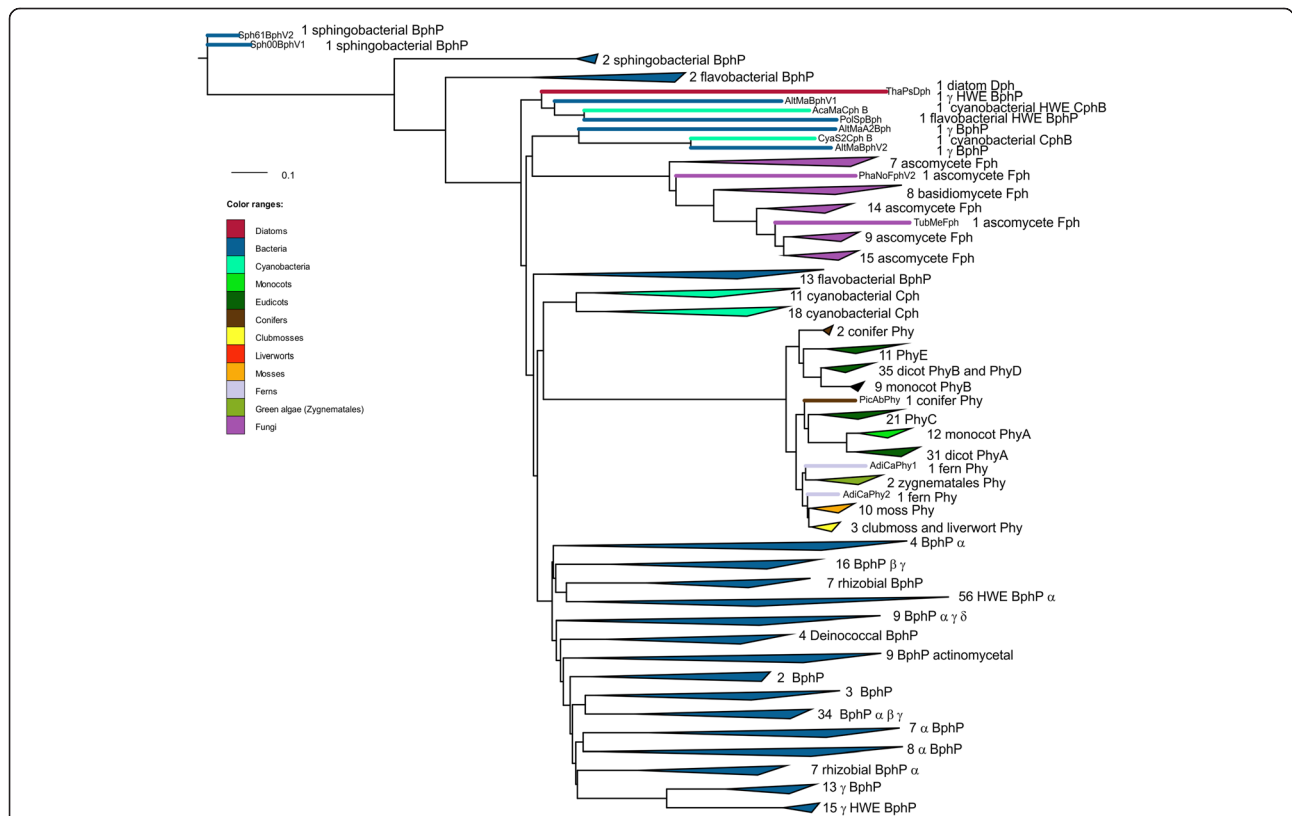 Sph61BphV2 1 sphingobacterial BphP
Sph00BphV1 1 sphingobacterial BphP
2 sphingobacterial BphP
2 flavobacterial BphP
ThaPsDph 1 diatom Dph
AltMaBphV1 1 γ HWE BphP
AcaMaCph B 1 cyanobacterial HWE CphB
PolSpBph 1 flavobacterial HWE BphP
AltMaA2Bph 1 γ BphP
CyaS2Cph B 1 cyanobacterial CphB
AltMaBphV2 1 γ BphP
7 ascomycete Fph
PhaNoFphV2 1 ascomycete Fph
8 basidiomycete Fph
14 ascomycete Fph
TubMeFph 1 ascomycete Fph
9 ascomycete Fph
15 ascomycete Fph
13 flavobacterial BphP
11 cyanobacterial Cph
18 cyanobacterial Cph
2 conifer Phy
11 PhyE
35 dicot PhyB and PhyD
9 monocot PhyB
PicAbPhy 1 conifer Phy
21 PhyC
12 monocot PhyA
31 dicot PhyA
AdiCaPhy1 1 fern Phy
2 zygnematales Phy
AdiCaPhy2 1 fern Phy
10 moss Phy
3 clubmoss and liverwort Phy
4 BphP α
16 BphP β γ
7 rhizobial BphP
56 HWE BphP α
9 BphP α γ δ
4 Deinococcal BphP
9 BphP actinomycetal
2 BphP
3 BphP
34 BphP α β γ
7 α BphP
8 α BphP
7 rhizobial BphP α
13 γ BphP
15 γ HWE BphP
0.1
Color ranges:
Diatoms
Bacteria
Cyanobacteria
Monocots
Eudicots
Conifers
Clubmosses
Liverworts
Mosses
Ferns
Green algae (Zygnematales)
Fungi